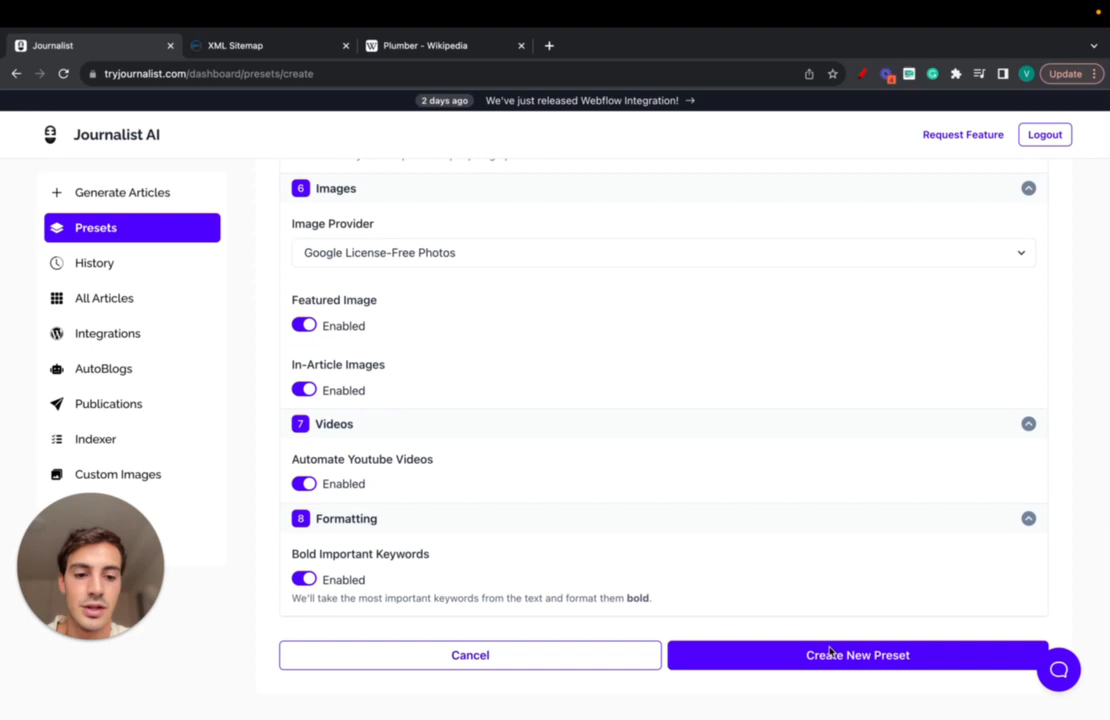 Journalist
XML Sitemap
W Plumber - Wikipedia
tryjournalist.com/dashboard/presets/create
4
V
Update
2 days ago We've just released Webflow Integration! →
Journalist AI
Request Feature
Logout
Generate Articles
Presets
History
All Articles
Integrations
AutoBlogs
Publications
Indexer
Custom Images
6 Images
Image Provider
Google License-Free Photos
Featured Image
Enabled
In-Article Images
Enabled
7 Videos
Automate Youtube Videos
Enabled
8 Formatting
Bold Important Keywords
Enabled
We'll take the most important keywords from the text and format them bold.
Cancel
Create New Preset